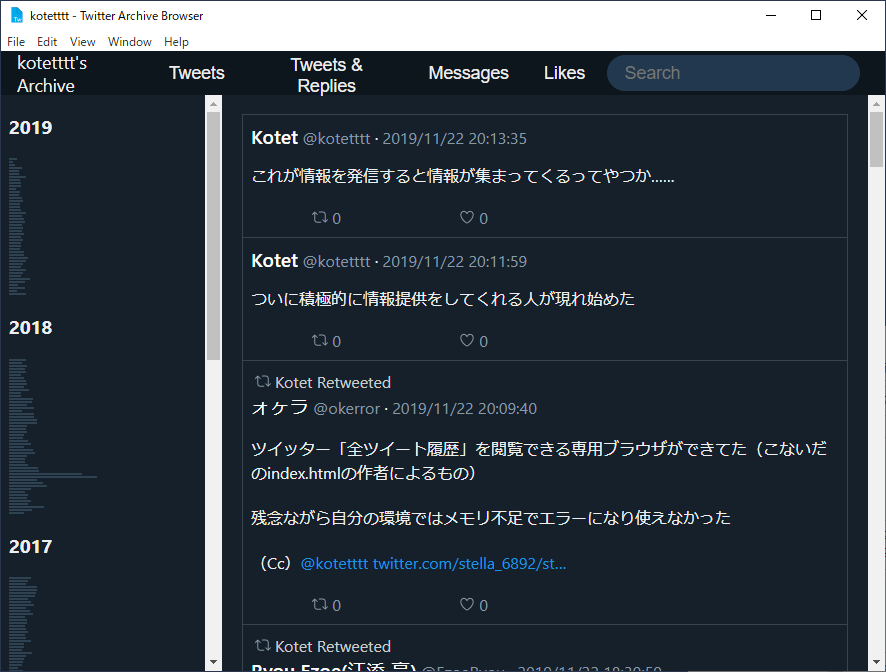 kotetttt - Twitter Archive Browser
File Edit View Window Help
kotetttt's
Archive
Tweets
Tweets &
Replies
Messages
Likes
Search
2019
2018
2017
Kotet @kotetttt · 2019/11/22 20:13:35
これが情報を発信すると情報が集まってくるってやつか……
0 0
Kotet @kotetttt · 2019/11/22 20:11:59
ついに積極的に情報提供をしてくれる人が現れ始めた
0 0
Kotet Retweeted
オケラ @okerror · 2019/11/22 20:09:40
ツイッター「全ツイート履歴」を閲覧できる専用ブラウザができてた（こないだ
のindex.htmlの作者によるもの）
残念ながら自分の環境ではメモリ不足でエラーになり使えなかった
（Cc）@kotetttt twitter.com/stella_6892/st...
0 0
Kotet Retweeted